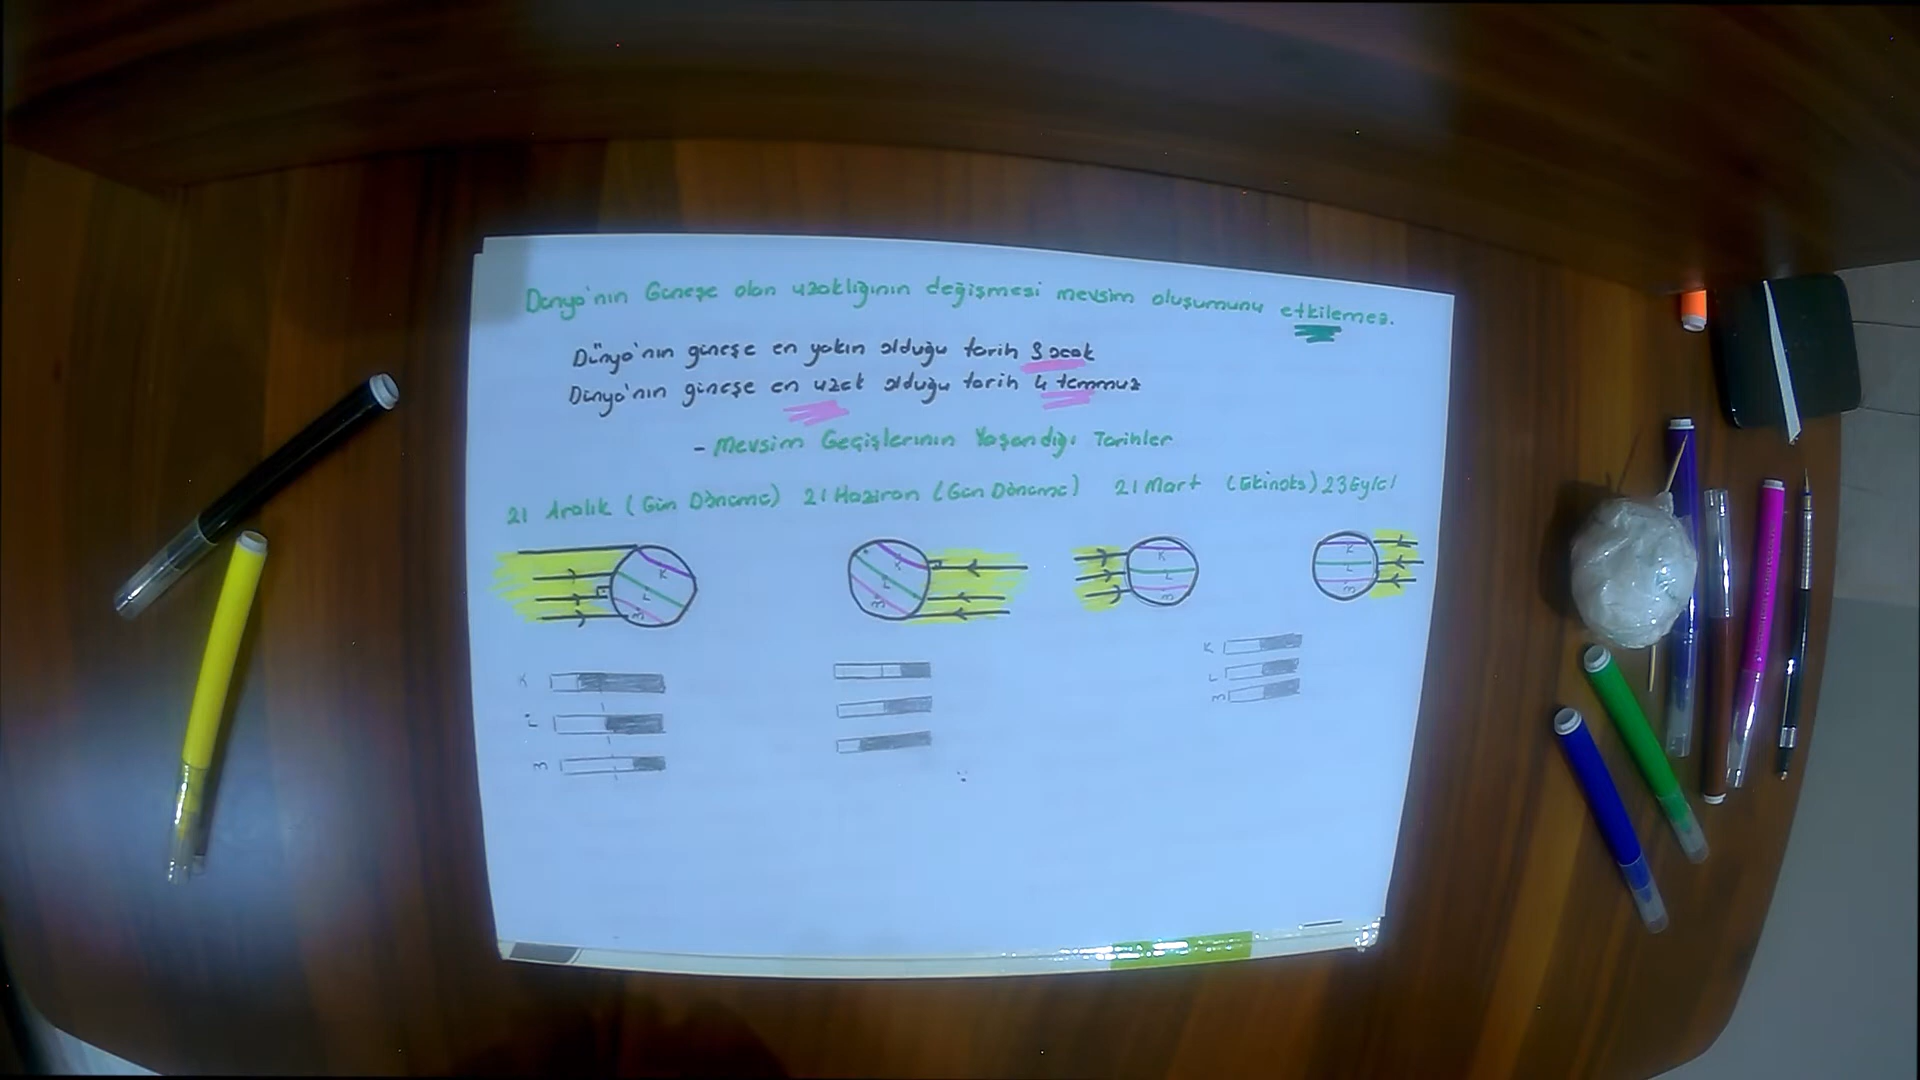 Dünya'nın Güneşe olan uzaklığının değişmesi mevsim oluşumunu etkilemez.
Dünya'nın güneşe en yakın olduğu tarih 3 ocak
Dünya'nın güneşe en uzak olduğu tarih 4 temmuz
- Mevsim Geçişlerinin Yaşandığı Tarihler
21 Aralık (Gün Dönümü) 21 Haziran (Gün Dönümü) 21 Mart (Ekinoks) 23 Eylül
K K K K
L L L L
M M M M
K K
L L
M M